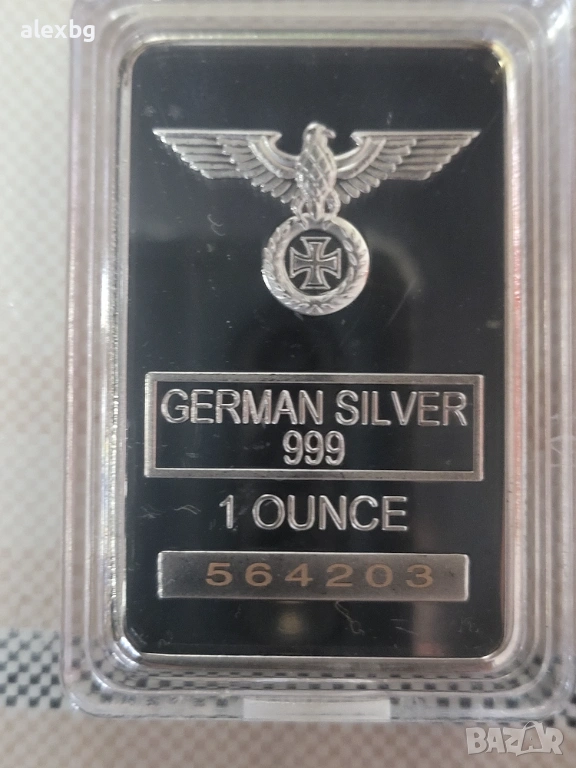 alexbg
GERMAN SILVER
999
1 OUNCE
564203
BAZAR